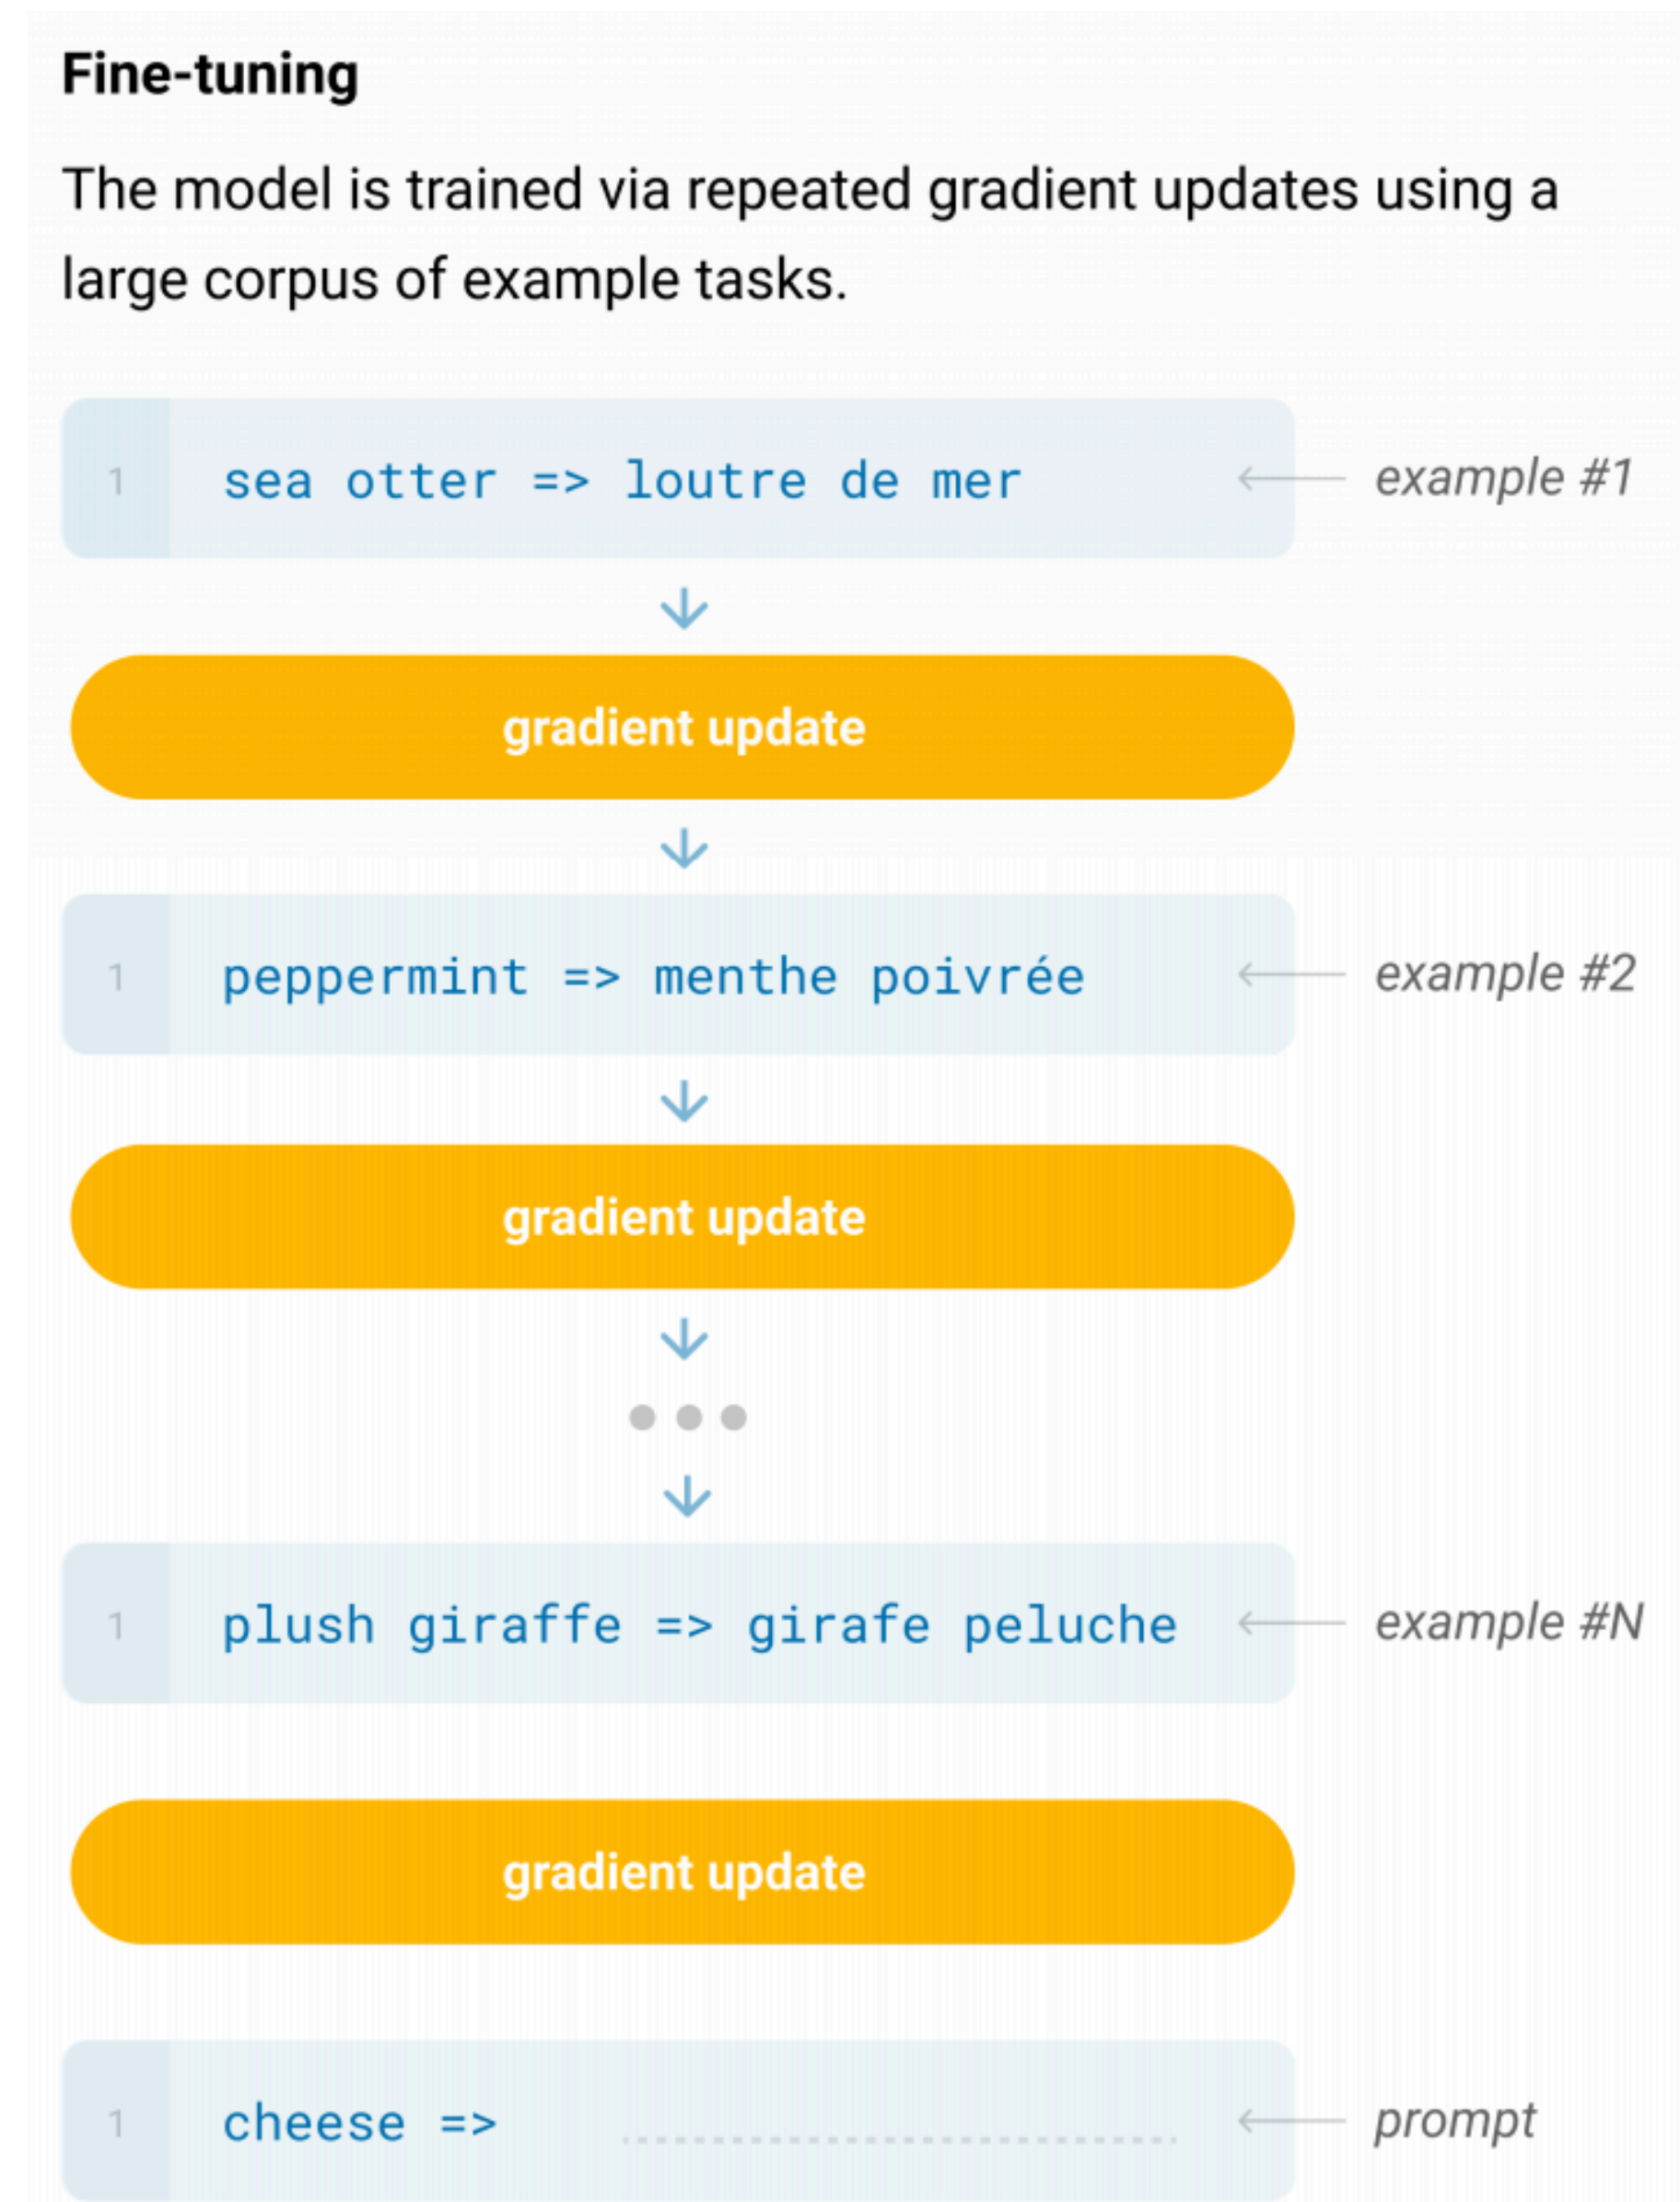 Fine-tuning
The model is trained via repeated gradient updates using a
large corpus of example tasks.
1 sea otter => loutre de mer example #1
gradient update
1 peppermint => menthe poivrée example #2
gradient update
1 plush giraffe => girafe peluche example #N
gradient update
1 cheese => prompt